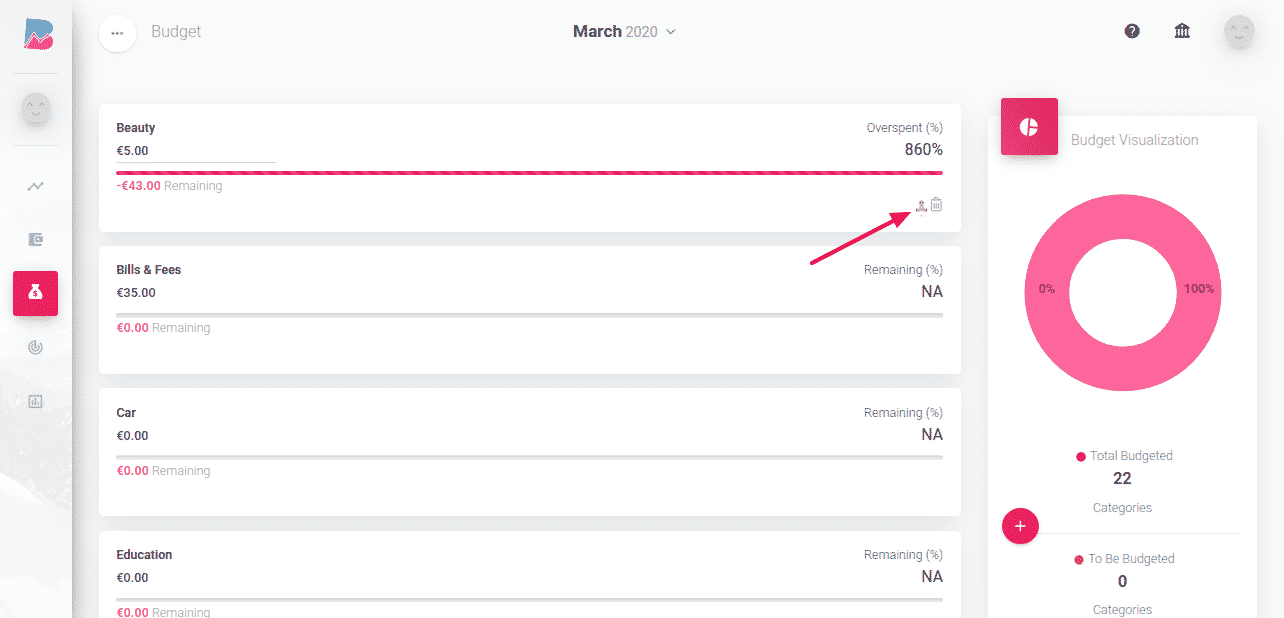 Budget
March 2020
Beauty
Overspent (%)
€5.00
860%
-€43.00 Remaining
Bills & Fees
Remaining (%)
€35.00
NA
€0.00 Remaining
Car
Remaining (%)
€0.00
NA
€0.00 Remaining
Education
Remaining (%)
€0.00
NA
€0.00 Remaining
Budget Visualization
0%
100%
Total Budgeted
22
Categories
To Be Budgeted
0
Categories